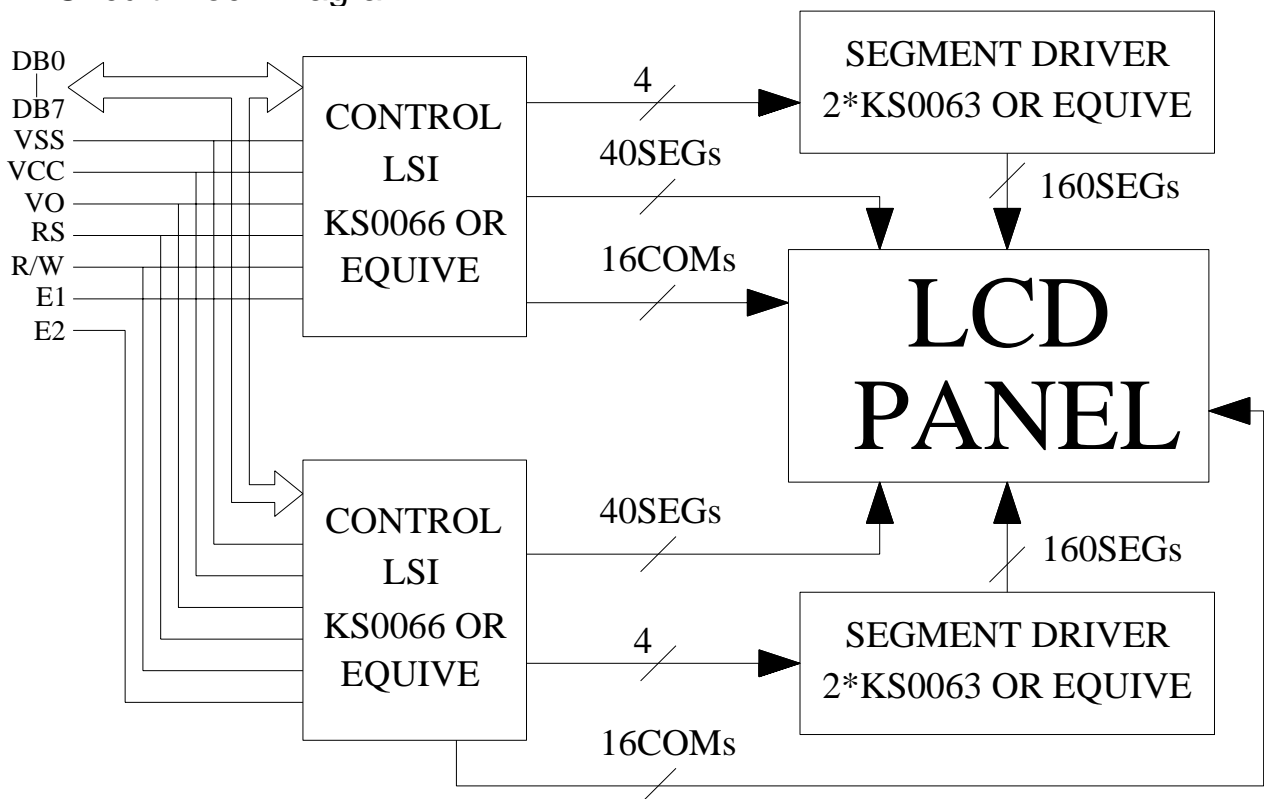 DB0
DB7
VSS
VCC
VO
RS
R/W
E1
E2
CONTROL
LSI
KS0066 OR
EQUIVE
4
40SEGs
16COMs
SEGMENT DRIVER
2*KS0063 OR EQUIVE
160SEGs
LCD
PANEL
CONTROL
LSI
KS0066 OR
EQUIVE
40SEGs
4
16COMs
160SEGs
SEGMENT DRIVER
2*KS0063 OR EQUIVE